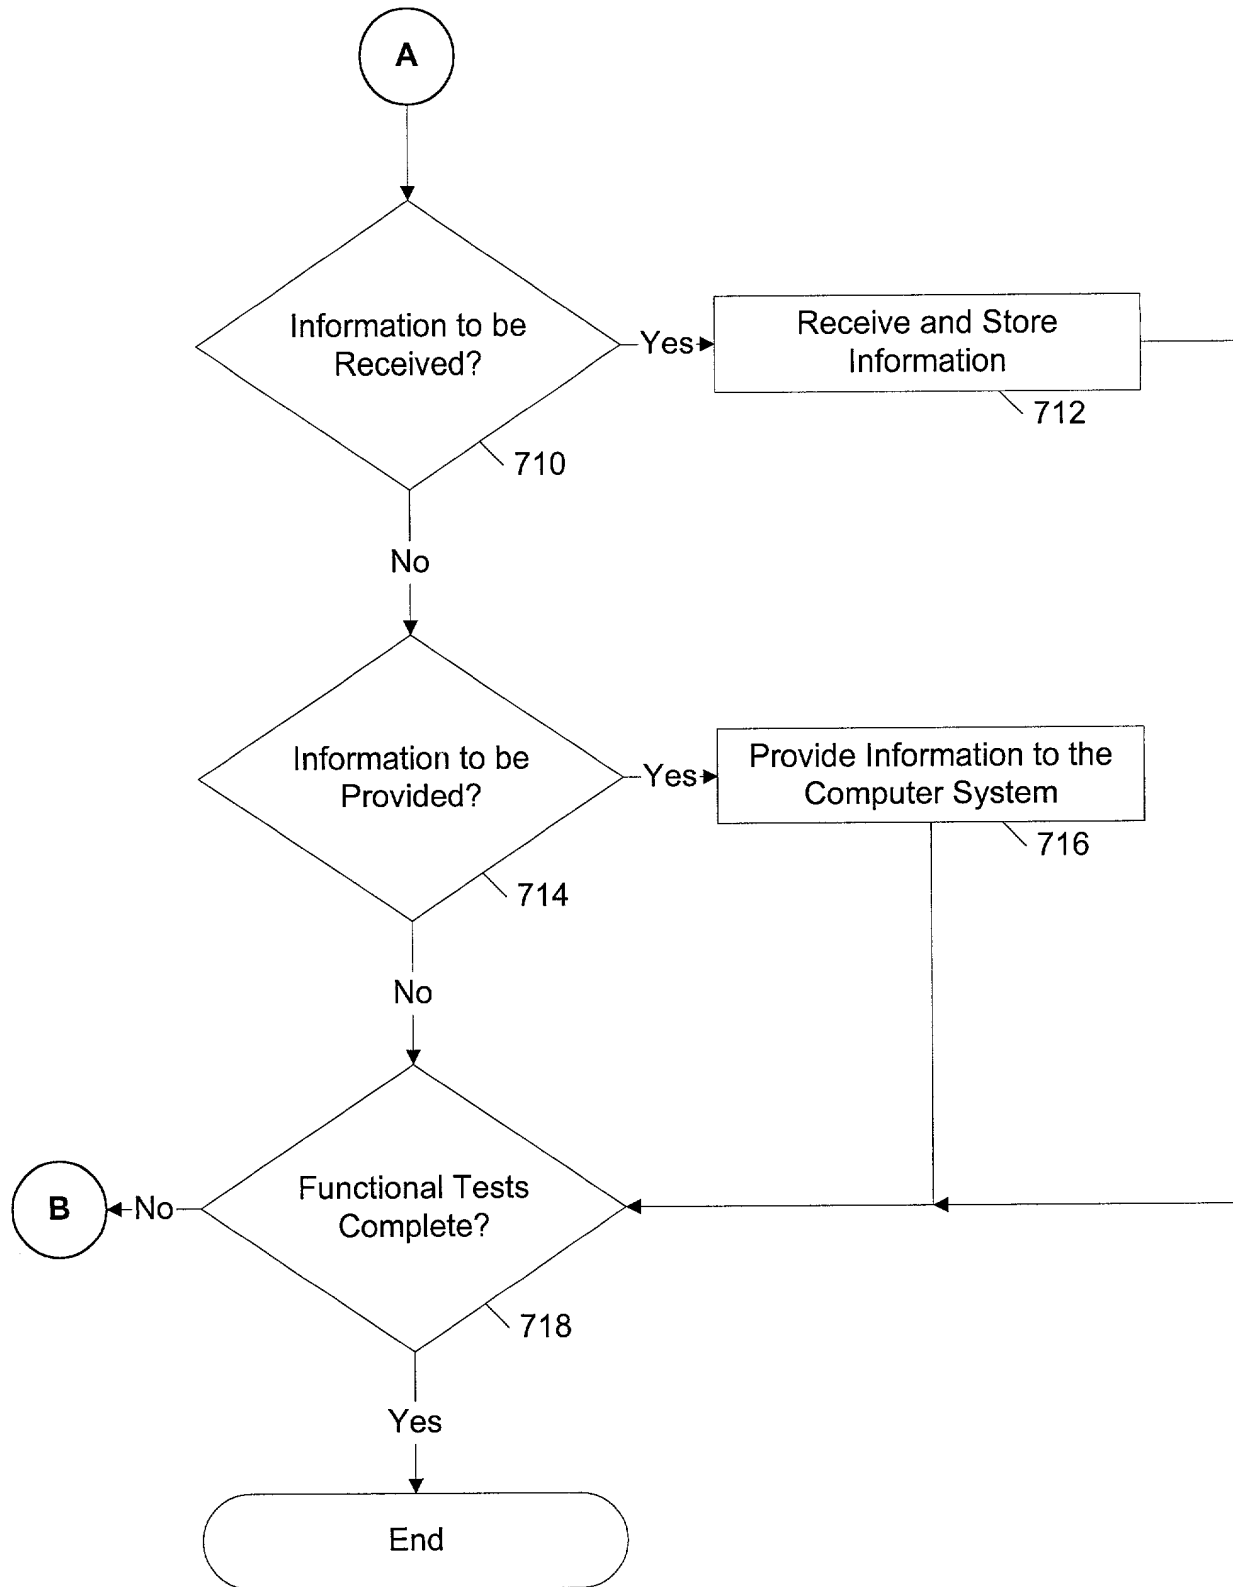 A
Information to be
Received?
Yes
Receive and Store
Information
712
710
No
Information to be
Provided?
Yes
Provide Information to the
Computer System
716
714
No
Functional Tests
Complete?
No
B
718
Yes
End